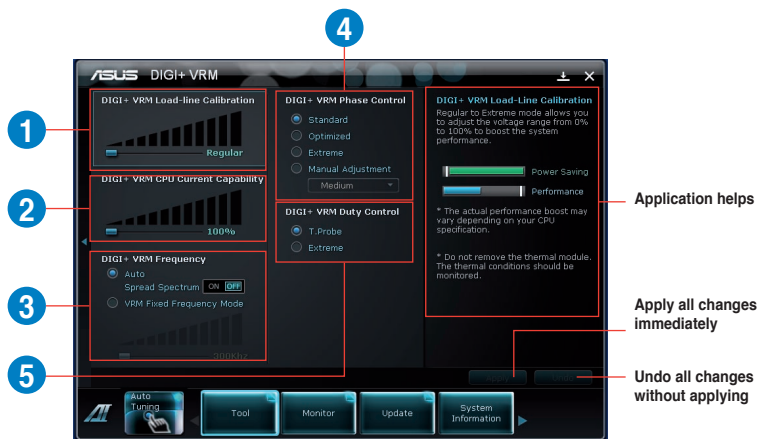 4
ASUS DIGI+ VRM
1
DIGI+ VRM Load-line Calibration
Regular
2
DIGI+ VRM CPU Current Capability
100%
3
DIGI+ VRM Frequency
Auto
Spread Spectrum ON OFF
VRM Fixed Frequency Mode
300Khz
DIGI+ VRM Phase Control
Standard
Optimized
Extreme
Manual Adjustment
Medium
DIGI+ VRM Duty Control
T.Probe
Extreme
5
DIGI+ VRM Load-Line Calibration
Regular to Extreme mode allows you
to adjust the voltage range from 0%
to 100% to boost the system
performance.
Power Saving
Performance
* The actual performance boost may
vary depending on your CPU
specification.
* Do not remove the thermal module.
The thermal conditions should be
monitored.
Application helps
Apply all changes
immediately
Undo all changes
without applying
Apply
Undo
Auto
Tuning
Tool
Monitor
Update
System
Information